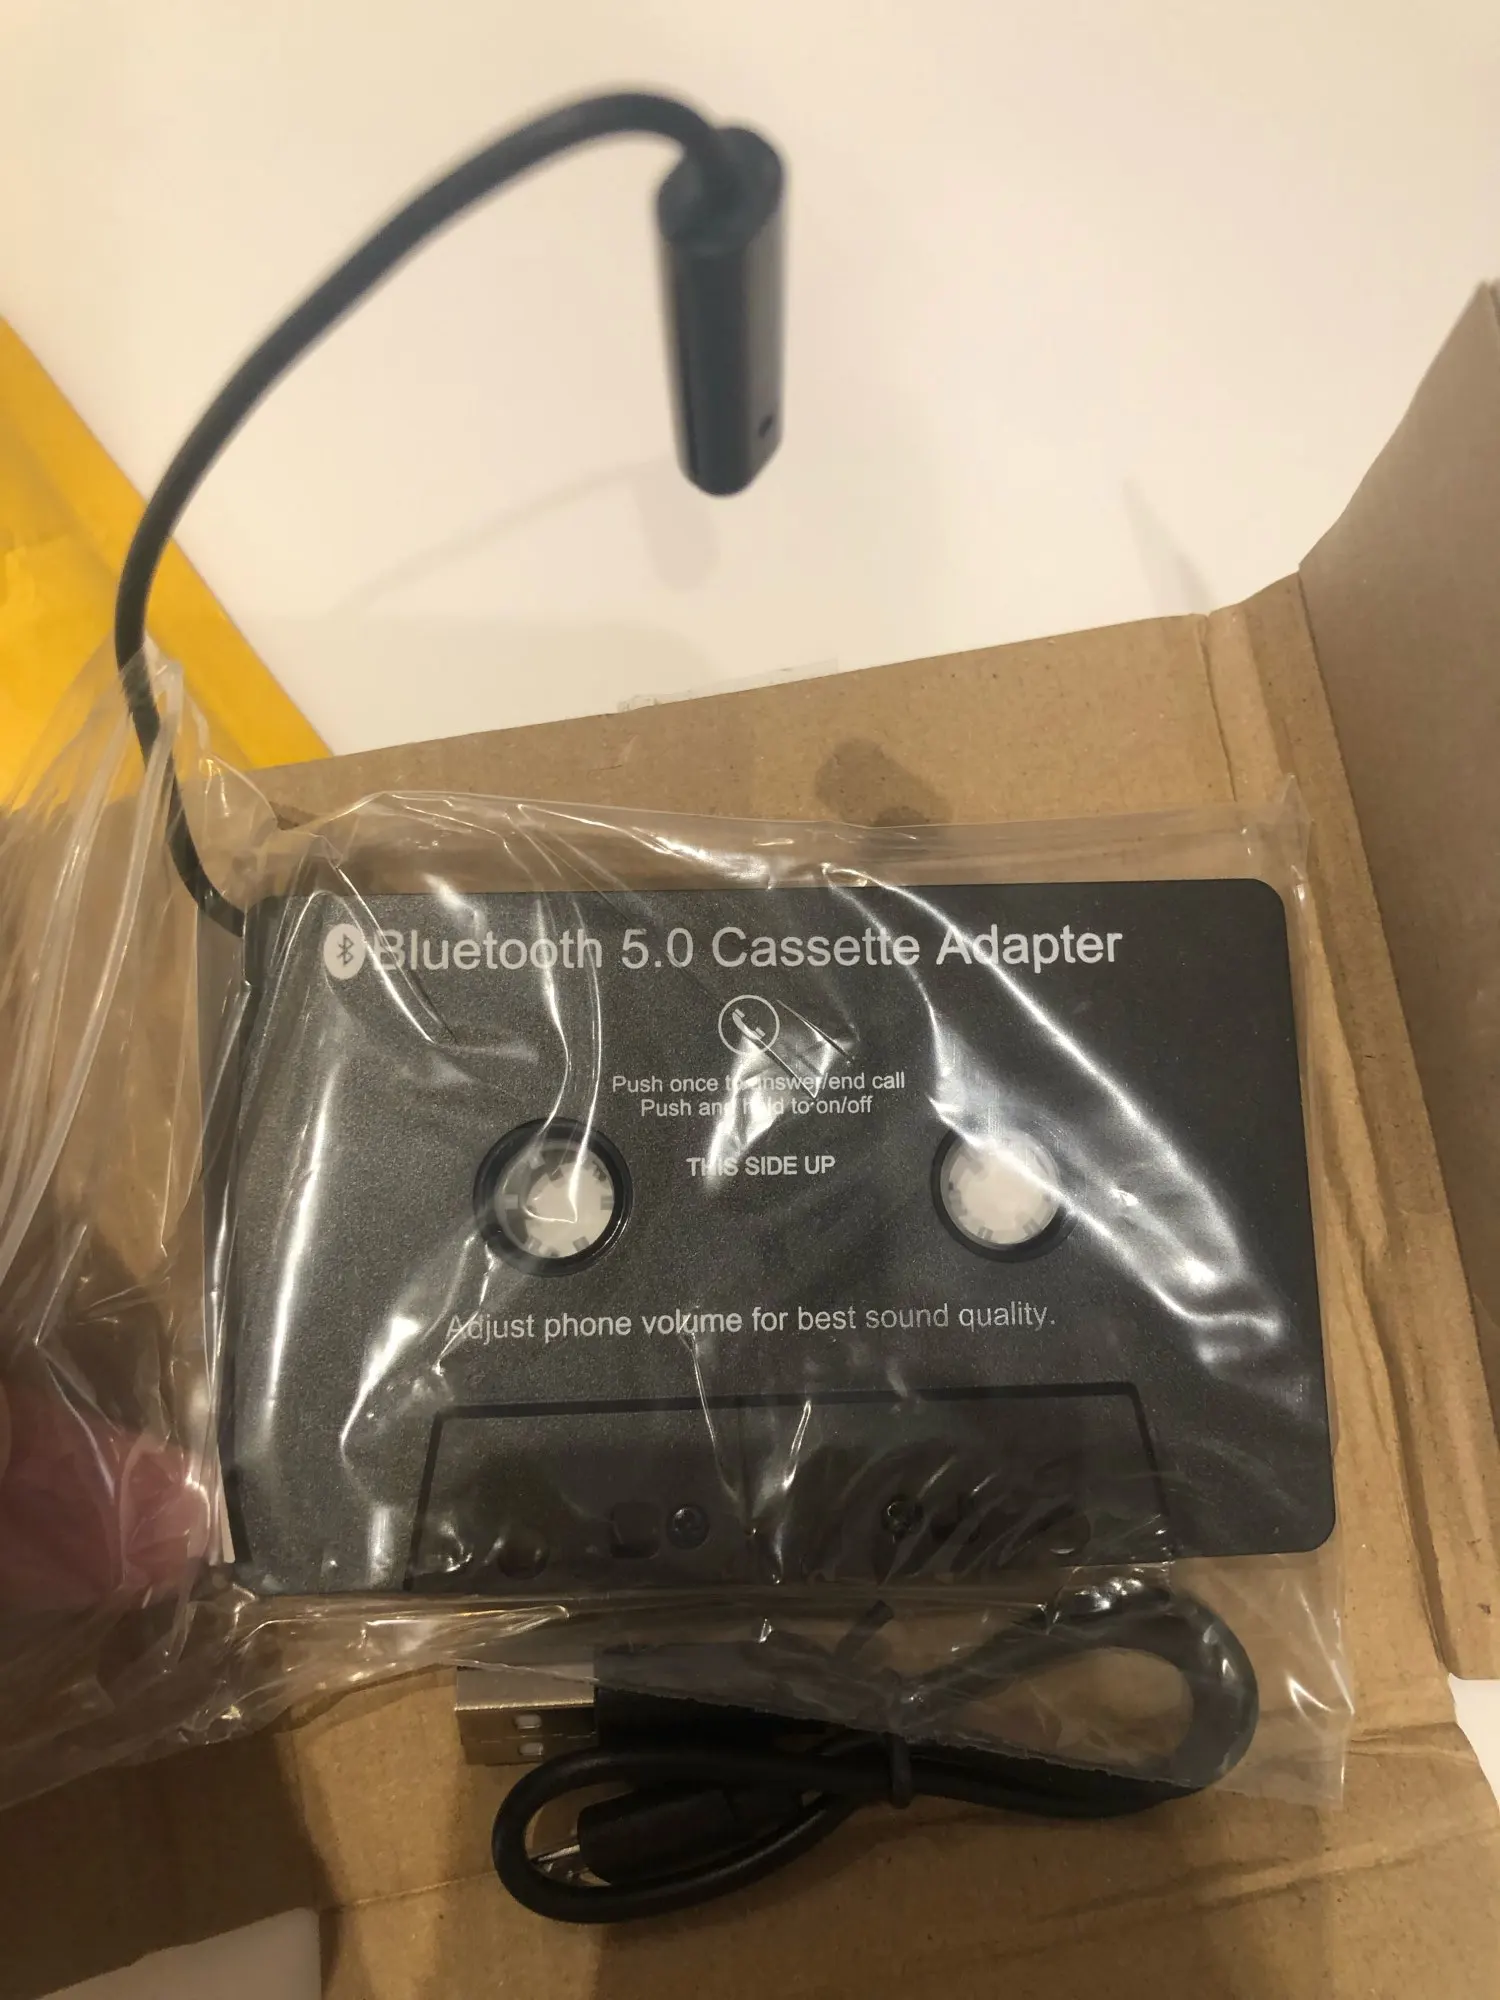 Bluetooth 5.0 Cassette Adapter
Push once to answer/end call
Push and hold to on/off
THIS SIDE UP
Adjust phone volume for best sound quality.